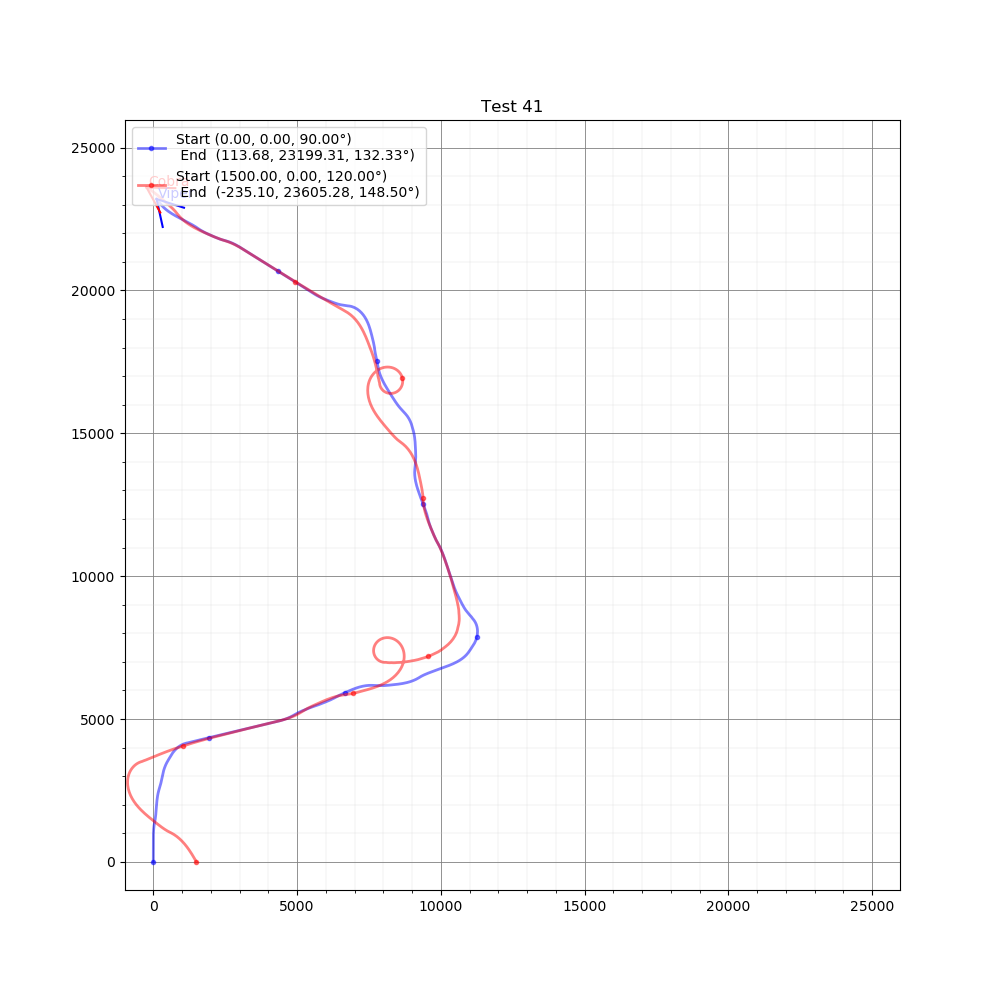 Test 41
Start (0.00, 0.00, 90.00°)
End (113.68, 23199.31, 132.33°)
Start (1500.00, 0.00, 120.00°)
End (-235.10, 23605.28, 148.50°)
25000
20000
15000
10000
5000
0
0 5000 10000 15000 20000 25000